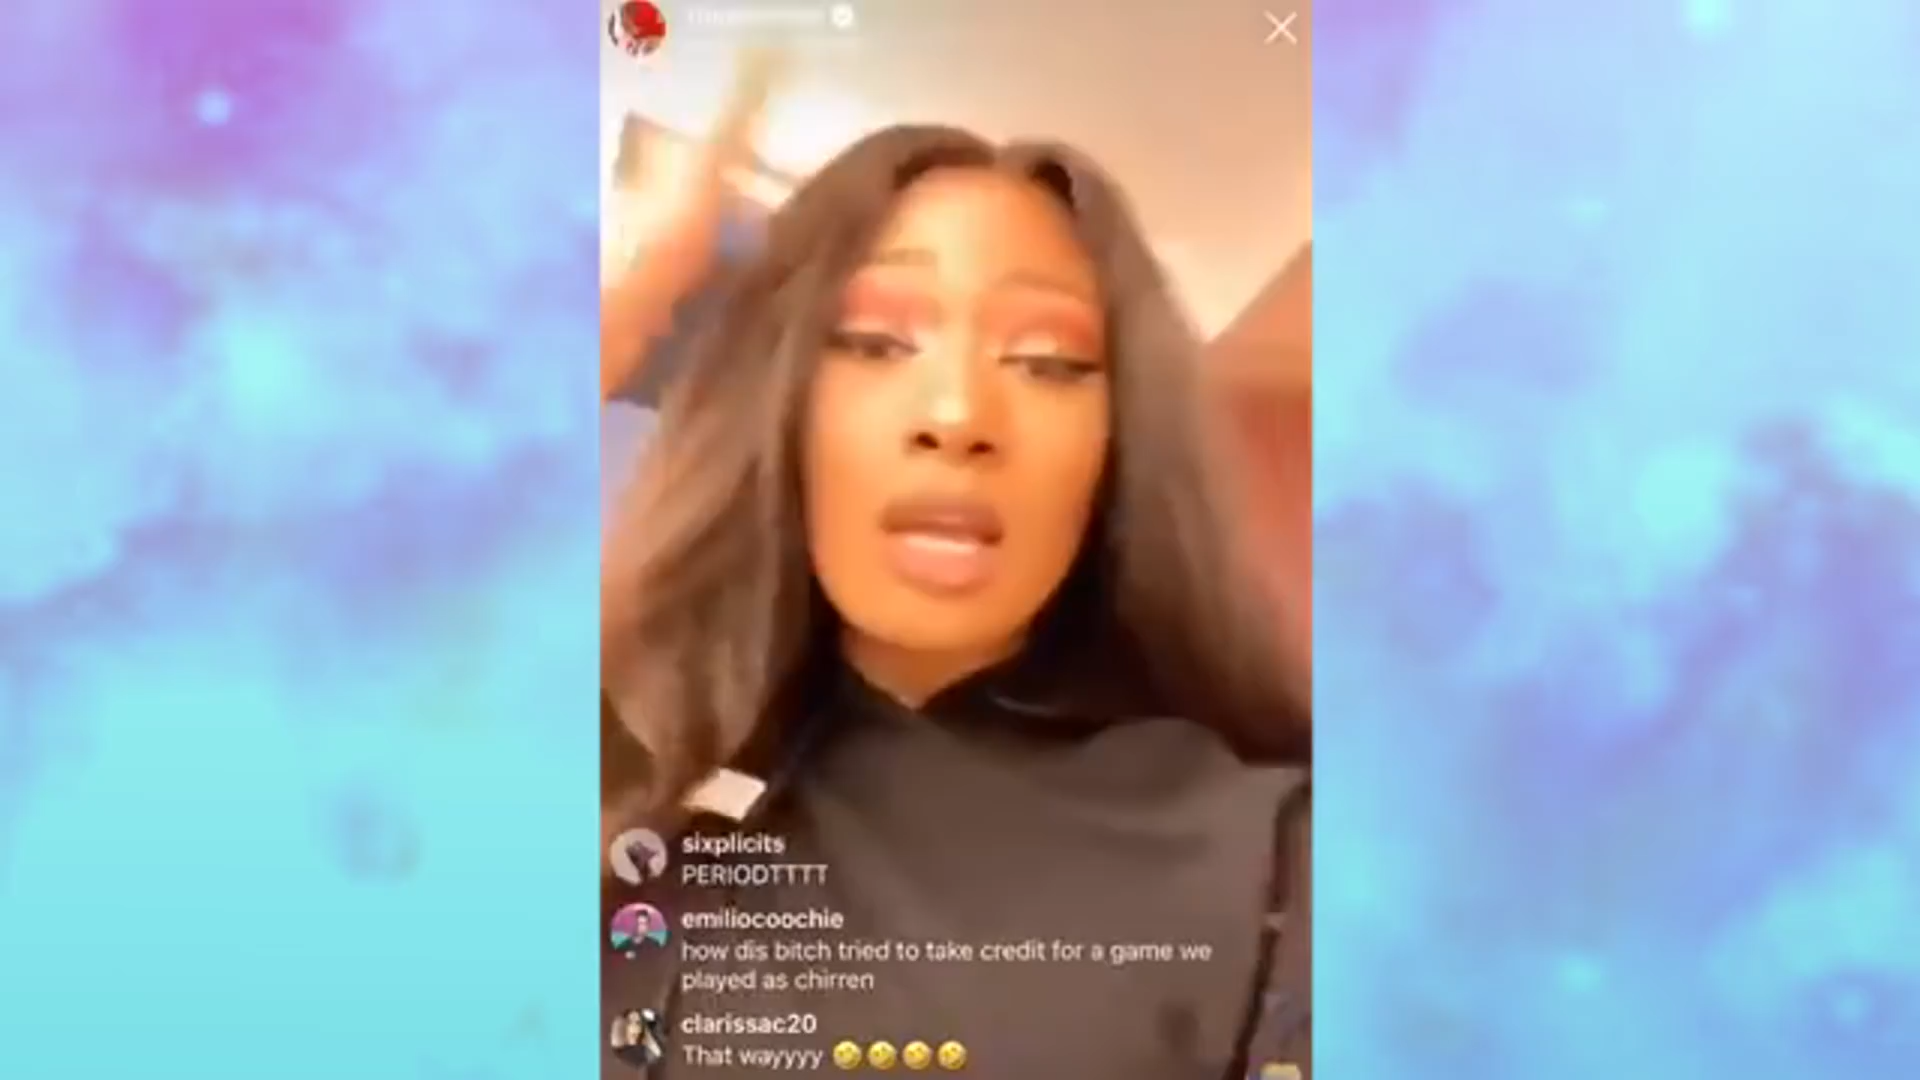 sixplicits
PERIODTTTT
emiliocoochie
how dis bitch tried to take credit for a game we
played as chirren
clarissac20
That wayyyy 🤣🤣🤣🤣